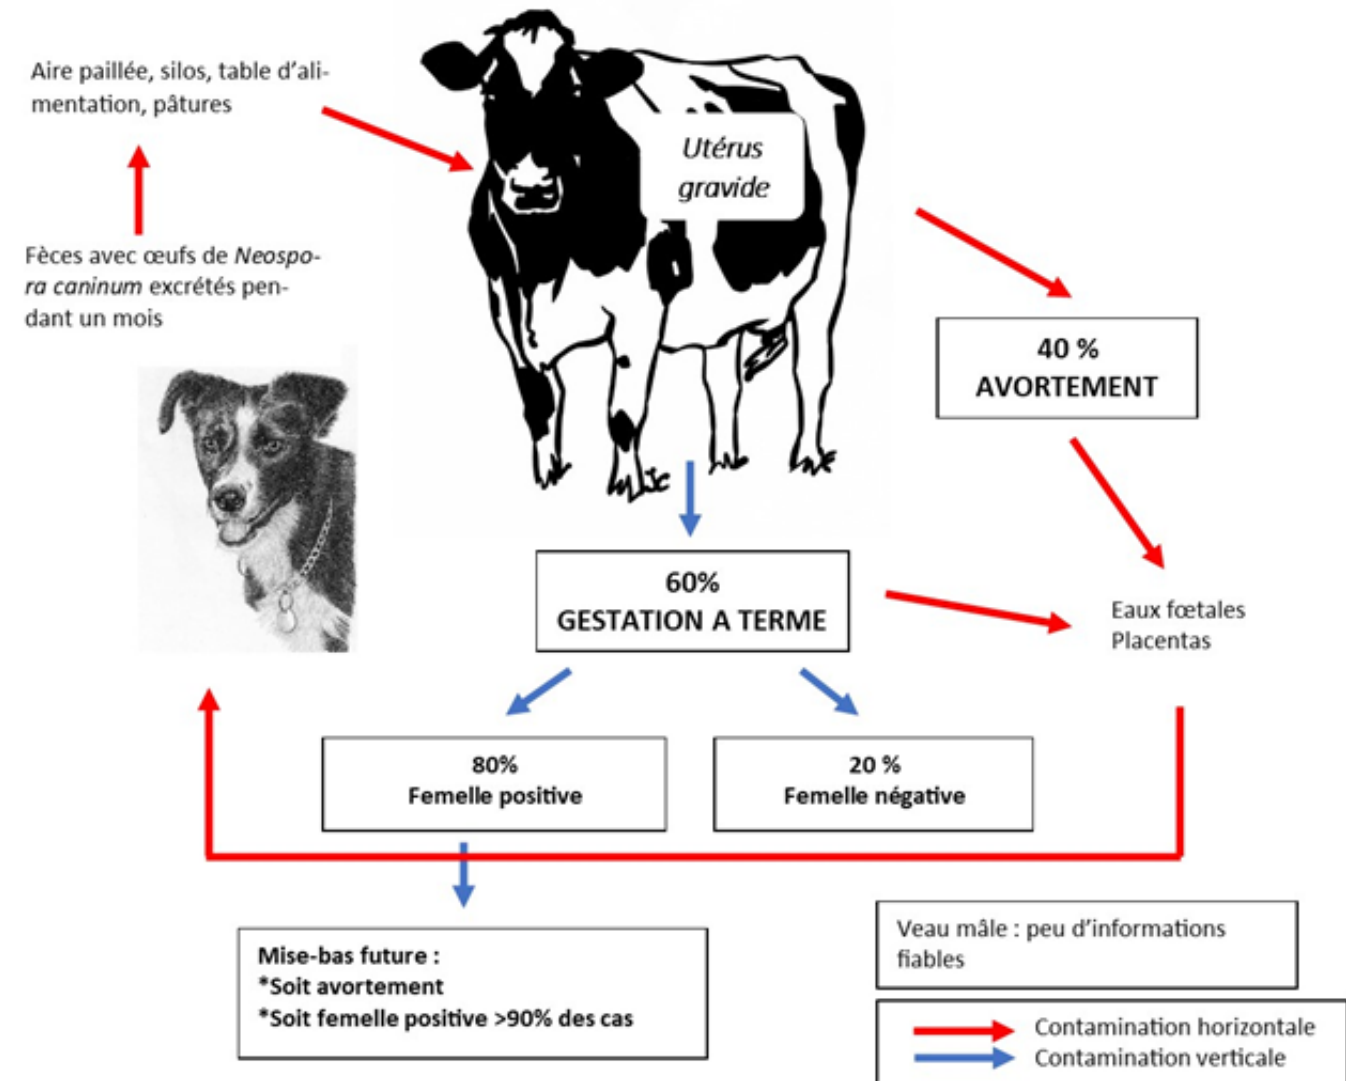 Aire paillée, silos, table d'ali-
mentation, pâtures
Utérus
gravide
Fèces avec œufs de Neospo-
ra caninum excrétés pen-
dant un mois
40 %
AVORTEMENT
Jc
60%
GESTATION A TERME
Eaux fœtales
Placentas
80%
Femelle positive
20 %
Femelle négative
Mise-bas future :
*Soit avortement
*Soit femelle positive >90% des cas
Veau mâle : peu d'informations
fiables
Contamination horizontale
Contamination verticale